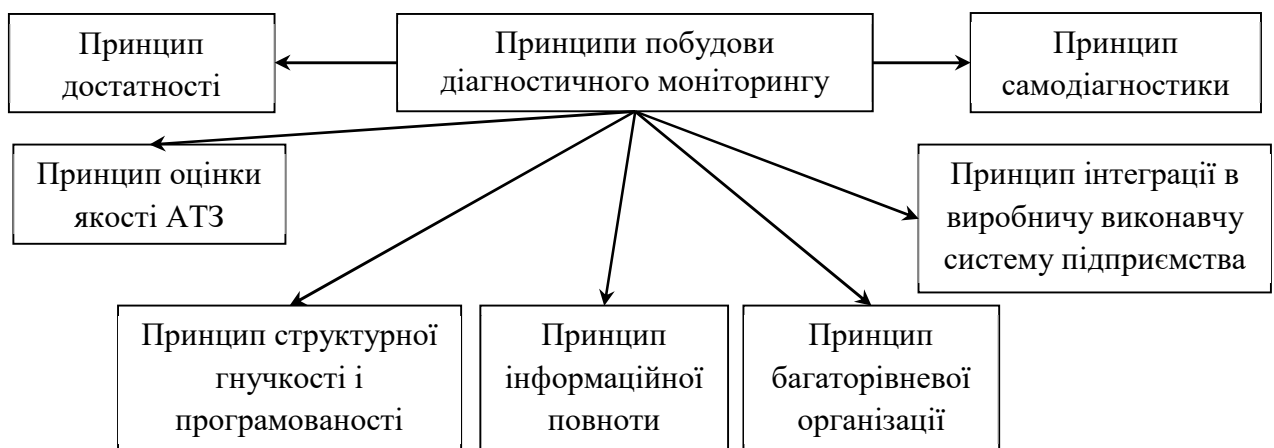 Принцип
достатності
Принципи побудови
діагностичного моніторингу
Принцип
самодіагностики
Принцип оцінки
якості АТЗ
Принцип інтеграції в
виробничу виконавчу
систему підприємства
Принцип структурної
гнучкості і
програмованості
Принцип
інформаційної
повноти
Принцип
багаторівневої
організації